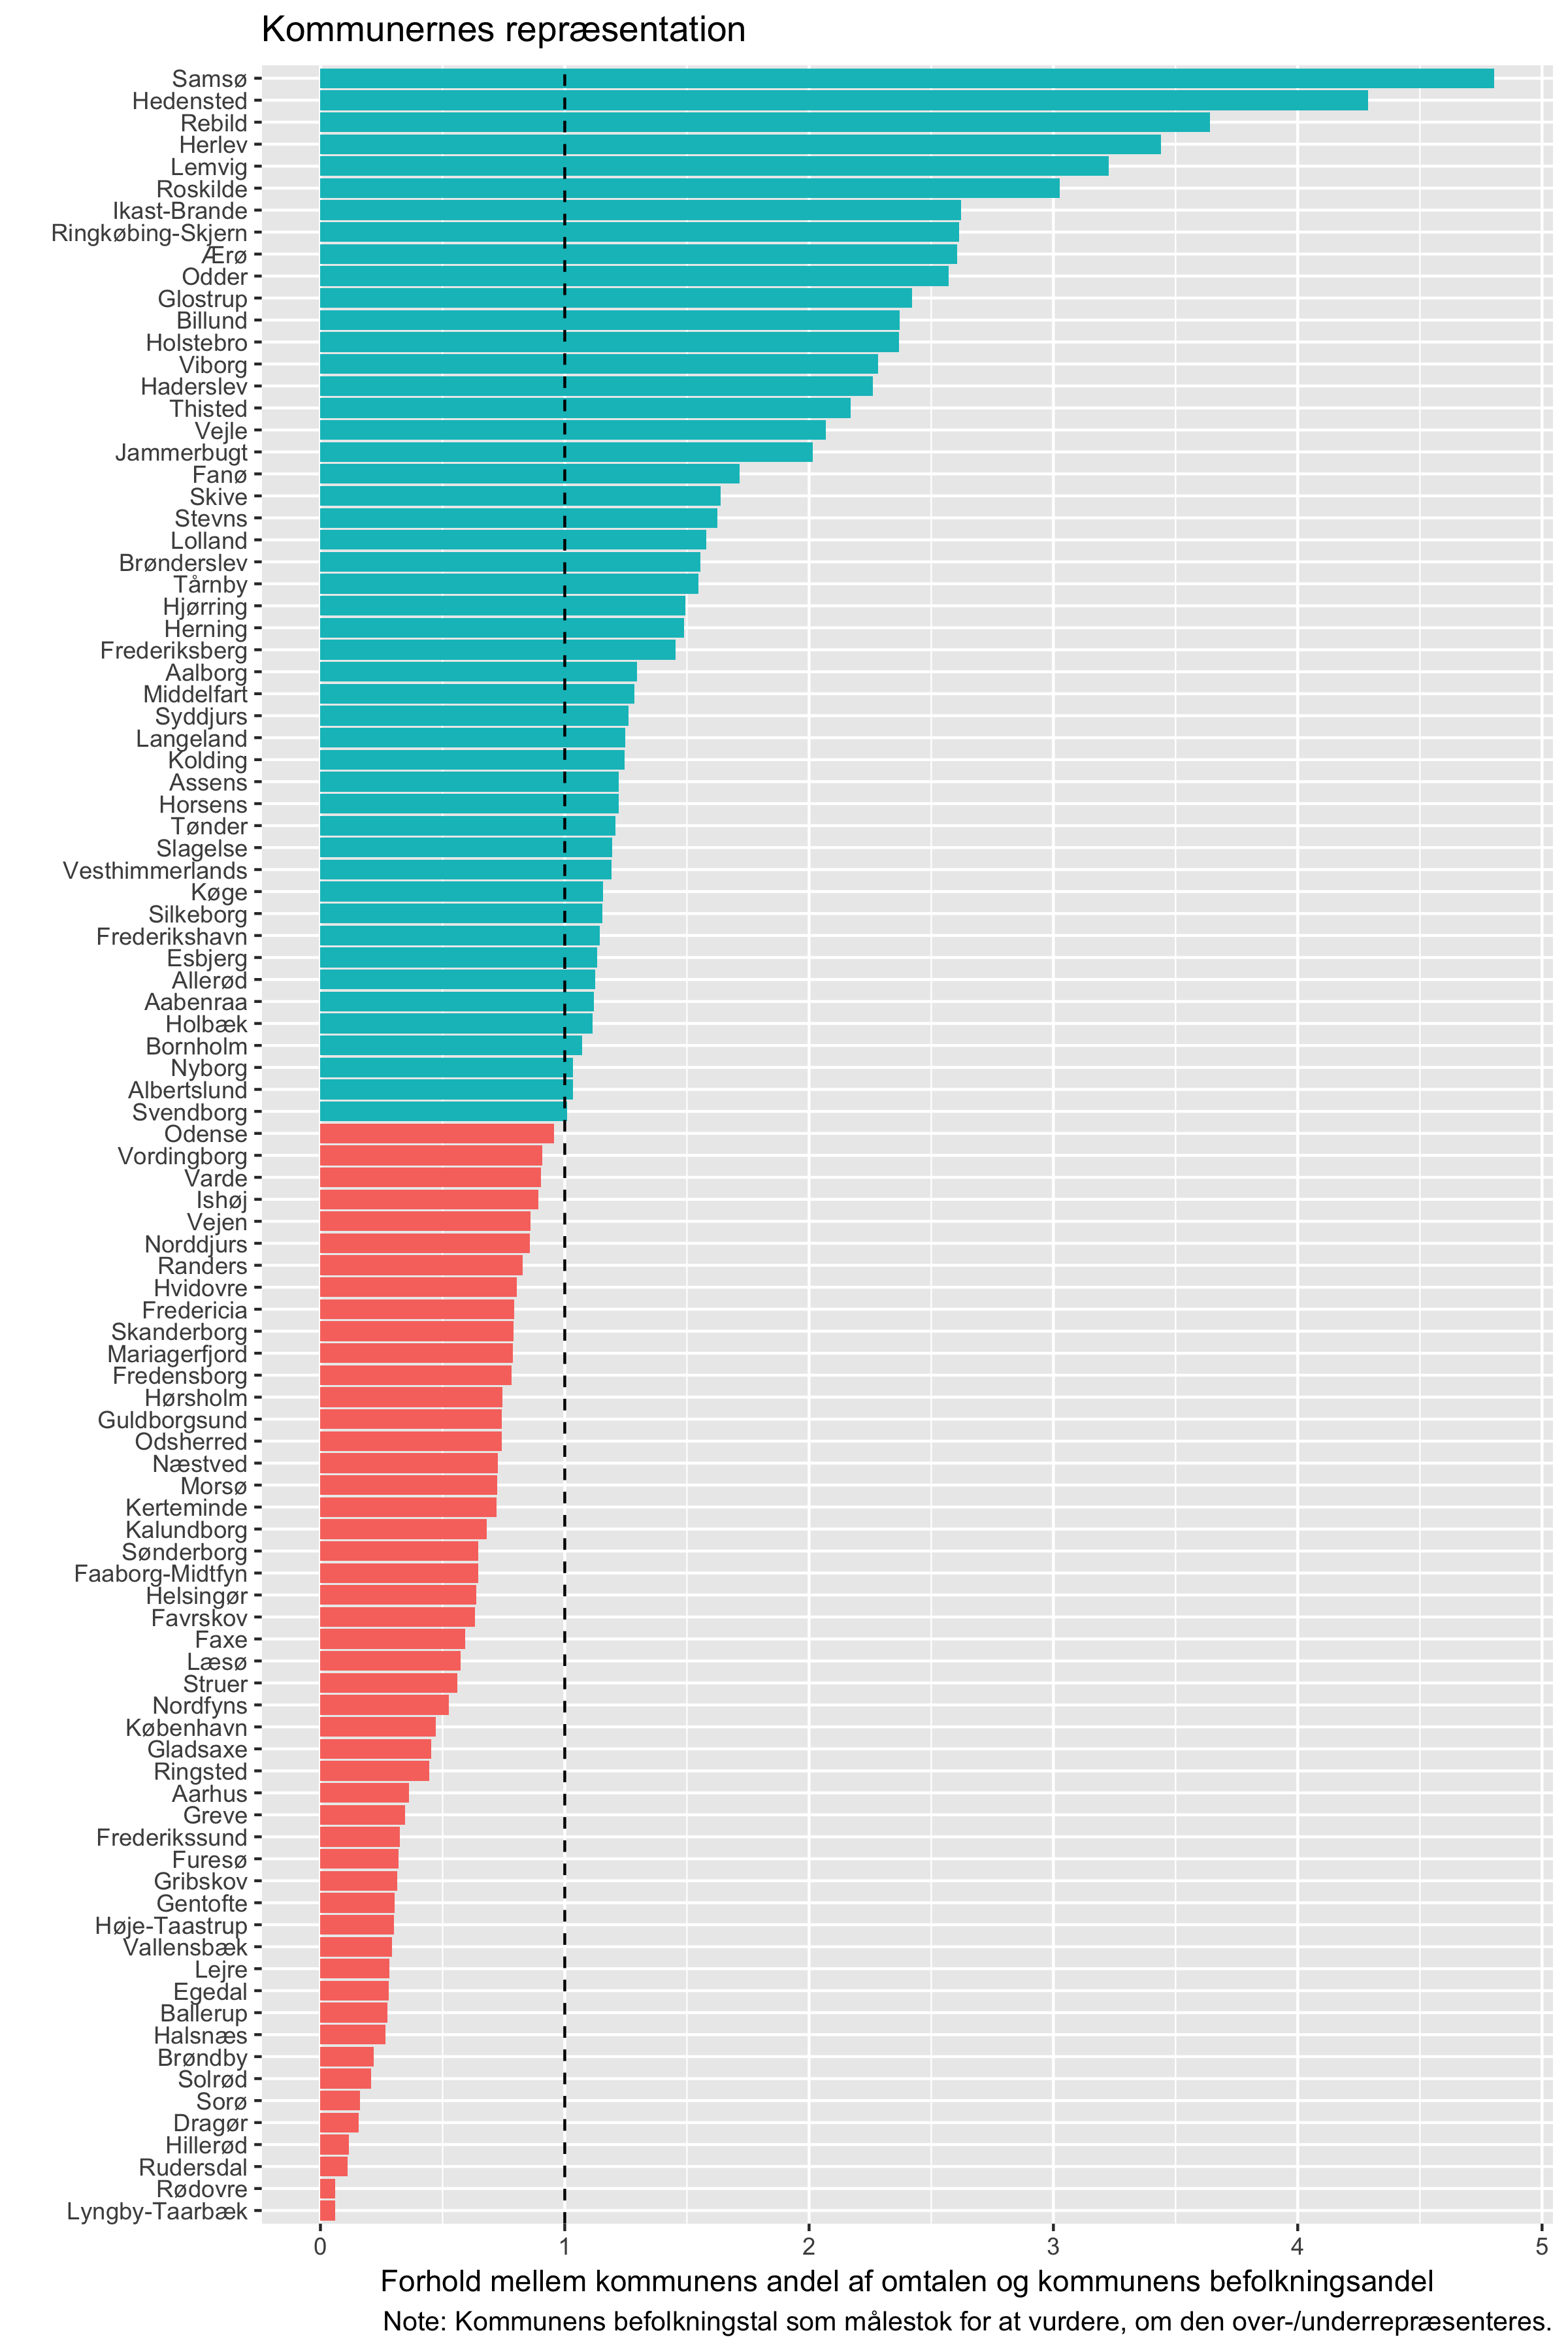 Kommunernes repræsentation
Samsø
Hedensted
Rebild
Herlev
Lemvig
Roskilde
Ikast-Brande
Ringkøbing-Skjern
Ærø
Odder
Glostrup
Billund
Holstebro
Viborg
Haderslev
Thisted
Vejle
Jammerbugt
Fanø
Skive
Stevns
Lolland
Brønderslev
Tårnby
Hjørring
Herning
Frederiksberg
Aalborg
Middelfart
Syddjurs
Langeland
Kolding
Assens
Horsens
Tønder
Slagelse
Vesthimmerlands
Køge
Silkeborg
Frederikshavn
Esbjerg
Allerød
Aabenraa
Holbæk
Bornholm
Nyborg
Albertslund
Svendborg
Odense
Vordingborg
Varde
Ishøj
Vejen
Norddjurs
Randers
Hvidovre
Fredericia
Skanderborg
Mariagerfjord
Fredensborg
Hørsholm
Guldborgsund
Odsherred
Næstved
Morsø
Kerteminde
Kalundborg
Sønderborg
Faaborg-Midtfyn
Helsingør
Favrskov
Faxe
Læsø
Struer
Nordfyns
København
Gladsaxe
Ringsted
Aarhus
Greve
Frederikssund
Furesø
Gribskov
Gentofte
Høje-Taastrup
Vallensbæk
Lejre
Egedal
Ballerup
Halsnæs
Brøndby
Solrød
Sorø
Dragør
Hillerød
Rudersdal
Rødovre
Lyngby-Taarbæk
0 1 2 3 4 5
Forhold mellem kommunens andel af omtalen og kommunens befolkningsandel
Note: Kommunens befolkningstal som målestok for at vurdere, om den over-/underrepræsenteres.